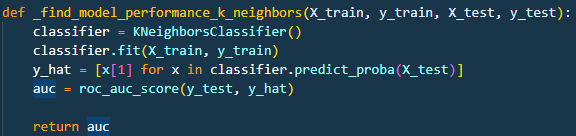 def _find_model_performance_k_neighbors(X_train, y_train, X_test, y_test):
    classifier = KNeighborsClassifier()
    classifier.fit(X_train, y_train)
    y_hat = [x[1] for x in classifier.predict_proba(X_test)]
    auc = roc_auc_score(y_test, y_hat)

    return auc